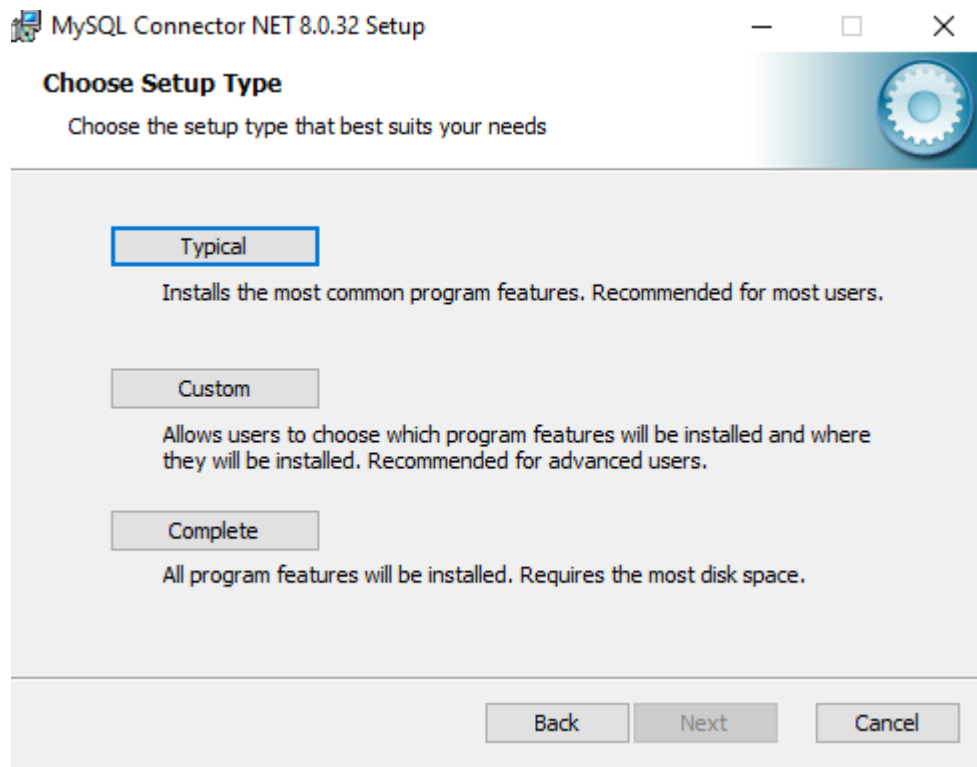 MySQL Connector NET 8.0.32 Setup
Choose Setup Type
Choose the setup type that best suits your needs
Typical
Installs the most common program features. Recommended for most users.
Custom
Allows users to choose which program features will be installed and where
they will be installed. Recommended for advanced users.
Complete
All program features will be installed. Requires the most disk space.
Back
Next
Cancel